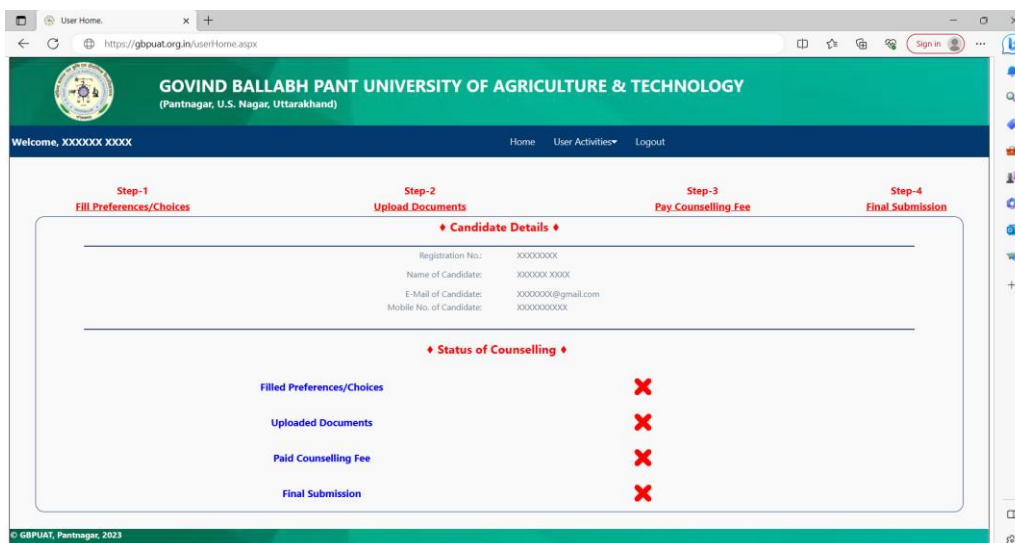 User Home.
https://gbpuat.org.in/userHome.aspx
Sign in
GOVIND BALLABH PANT UNIVERSITY OF AGRICULTURE & TECHNOLOGY
(Pantnagar, U.S. Nagar, Uttarakhand)
Welcome, XXXXXX XXXX
Home User Activities Logout
Step-1 Step-2 Step-3 Step-4
Fill Preferences/Choices Upload Documents Pay Counselling Fee Final Submission
♦ Candidate Details ♦
Registration No.: XXXXXXXX
Name of Candidate: XXXXXX XXXX
E-Mail of Candidate: XXXXXXX@gmail.com
Mobile No. of Candidate: XXXXXXXXXX
♦ Status of Counselling ♦
Filled Preferences/Choices
Uploaded Documents
Paid Counselling Fee
Final Submission
© GBPUAT, Pantnagar, 2023